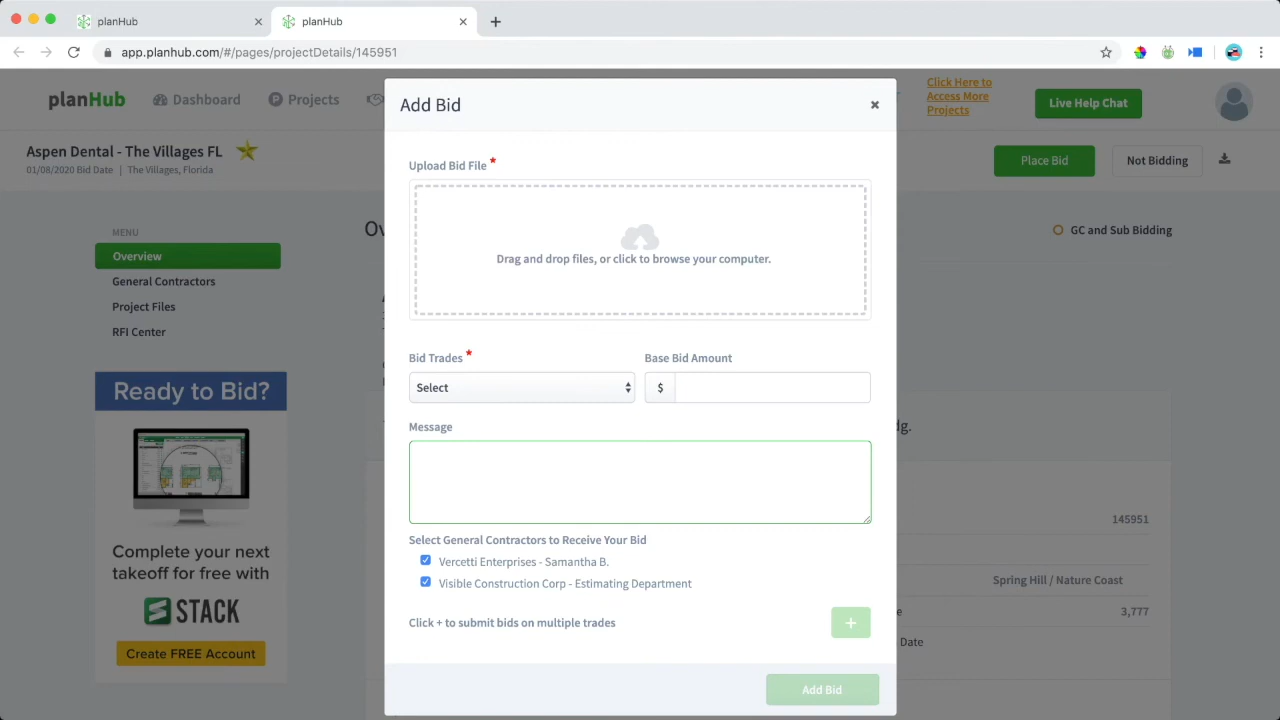 planHub
planHub
app.planhub.com/#/pages/projectDetails/145951
planHub
Dashboard
Projects
Click Here to
Access More
Projects
Live Help Chat
Aspen Dental - The Villages FL
01/08/2020 Bid Date | The Villages, Florida
Place Bid
Not Bidding
MENU
Overview
General Contractors
Project Files
RFI Center
GC and Sub Bidding
Ready to Bid?
Complete your next
takeoff for free with
STACK
Create FREE Account
Add Bid
Upload Bid File *
Drag and drop files, or click to browse your computer.
Bid Trades *
Base Bid Amount
Select
$
Message
Select General Contractors to Receive Your Bid
Vercetti Enterprises - Samantha B.
Visible Construction Corp - Estimating Department
Click + to submit bids on multiple trades
+
Add Bid
dg.
145951
Spring Hill / Nature Coast
3,777
Date